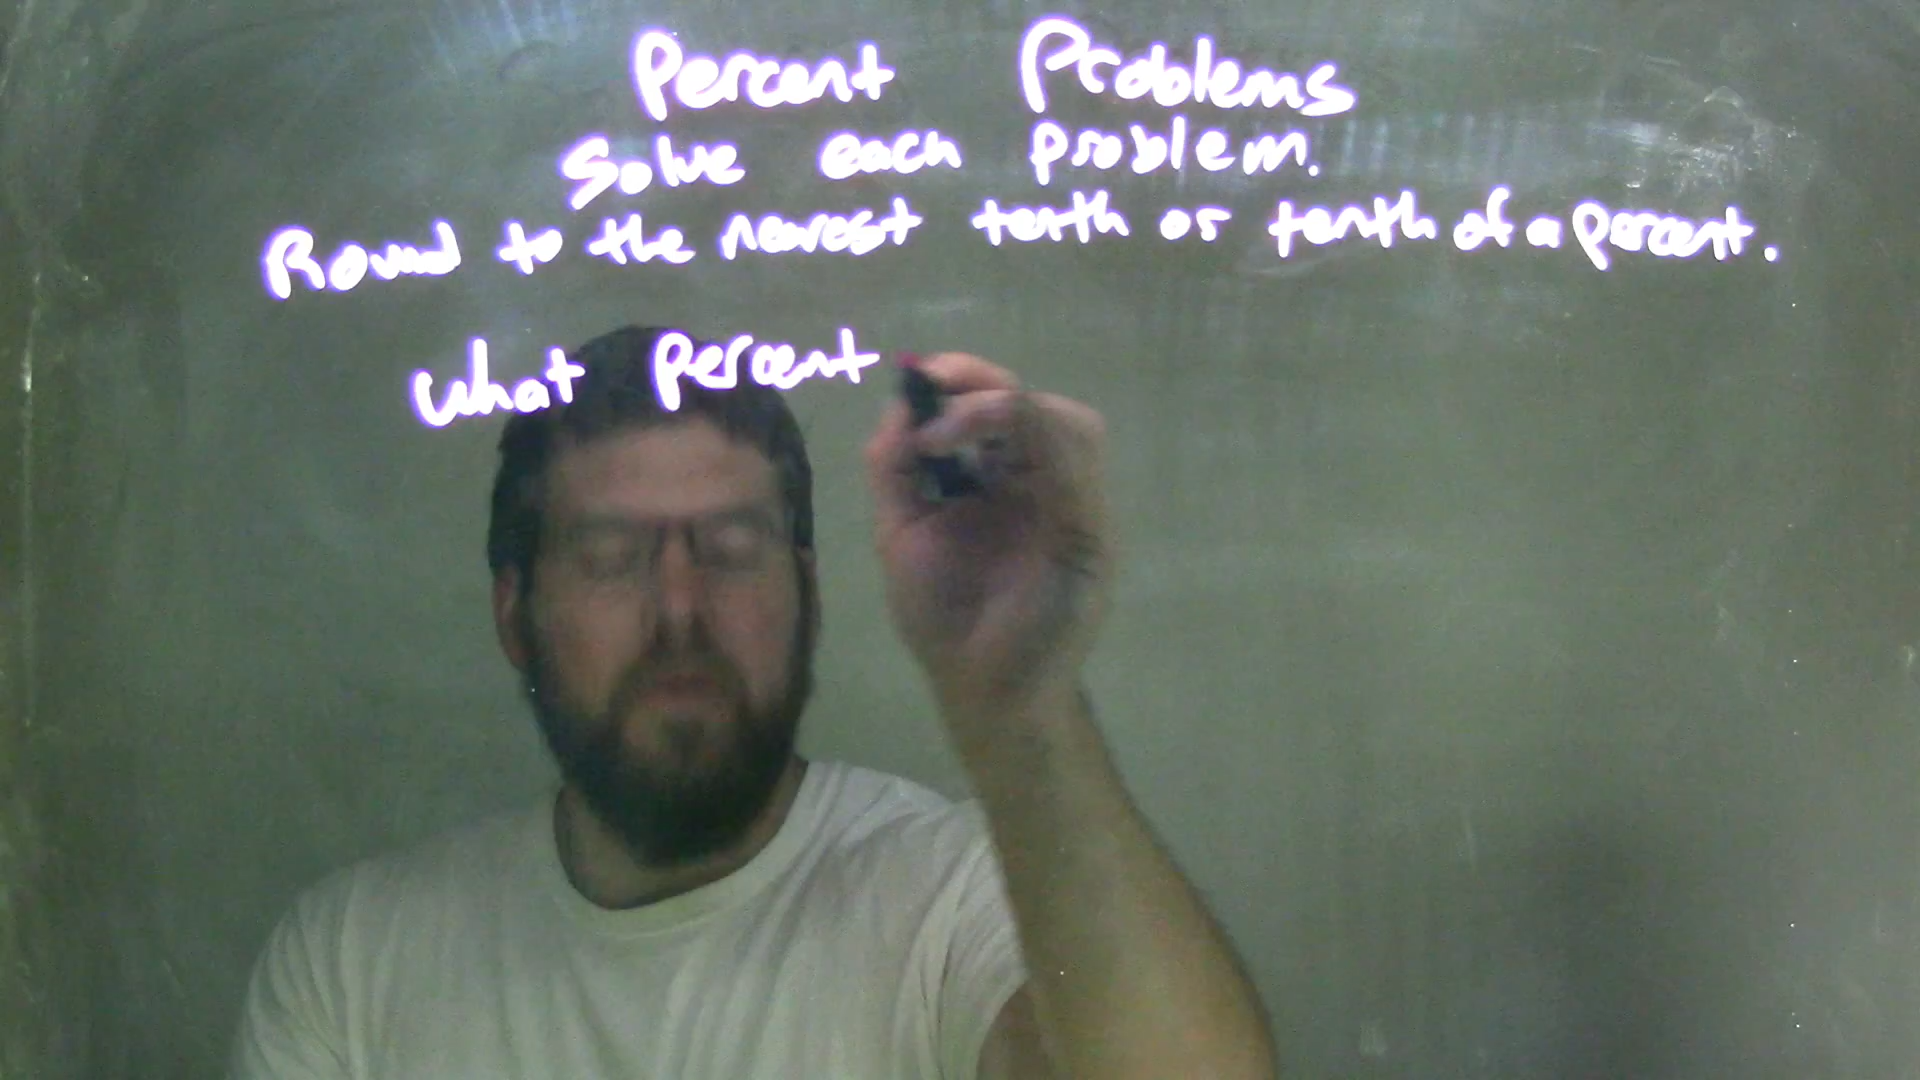 Percent Problems
Solve each problem.
Round to the nearest tenth or tenth of a percent.
What percent